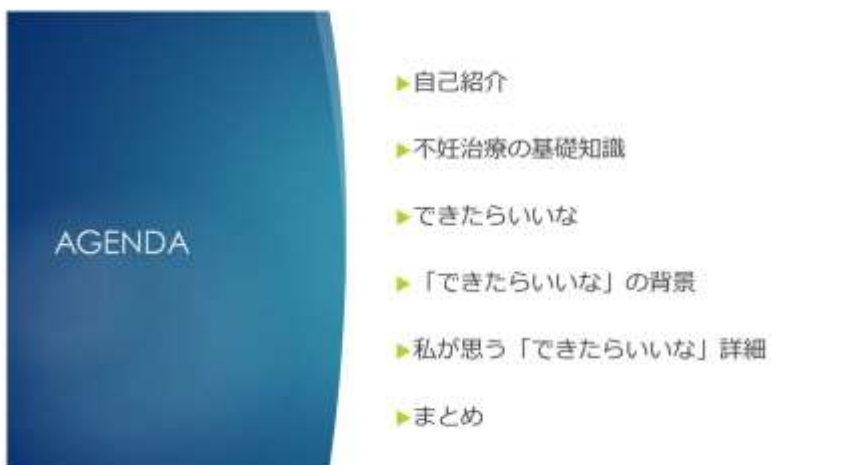 AGENDA
▶自己紹介
▶不妊治療の基礎知識
▶できたらいいな
▶「できたらいいな」の背景
▶私が思う「できたらいいな」詳細
▶まとめ